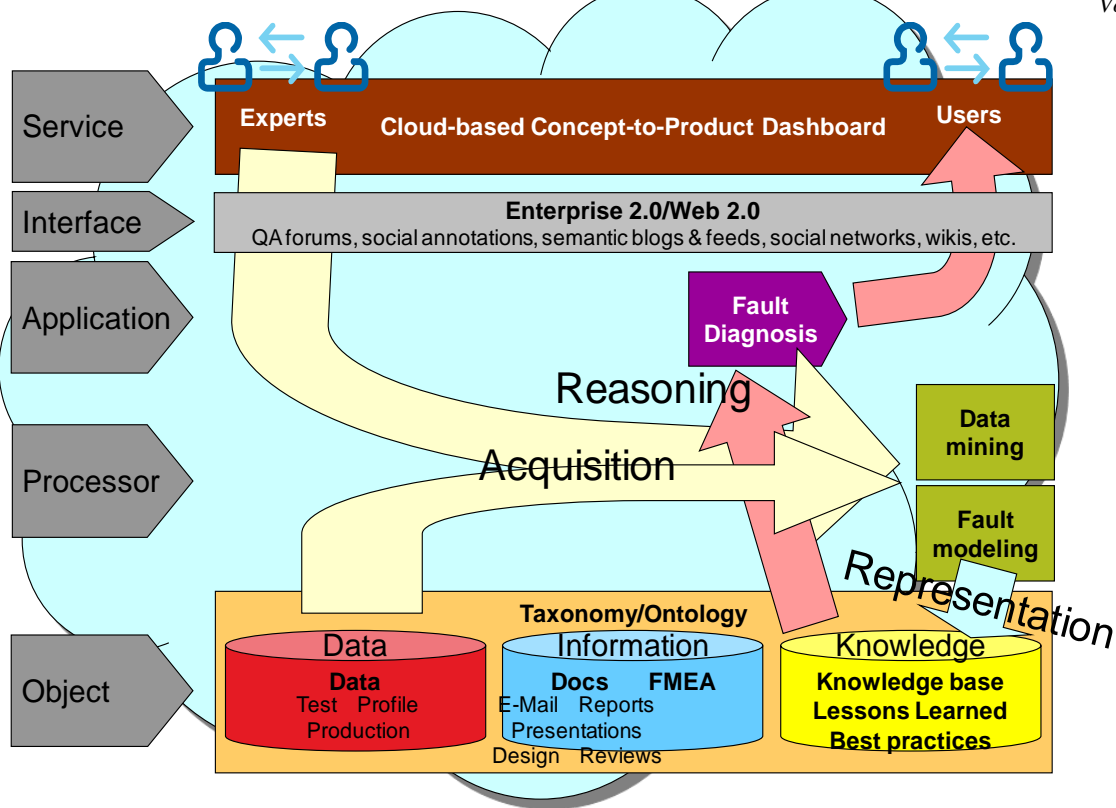 Va
Service
Experts
Cloud-based Concept-to-Product Dashboard
Users
Interface
Enterprise 2.0/Web 2.0
QA forums, social annotations, semantic blogs & feeds, social networks, wikis, etc.
Application
Fault
Diagnosis
Reasoning
Data
mining
Acquisition
Processor
Fault
modeling
Representation
Taxonomy/Ontology
Data
Information
Knowledge
Object
Data
Test Profile
Production
Docs FMEA
E-Mail Reports
Presentations
Design Reviews
Knowledge base
Lessons Learned
Best practices